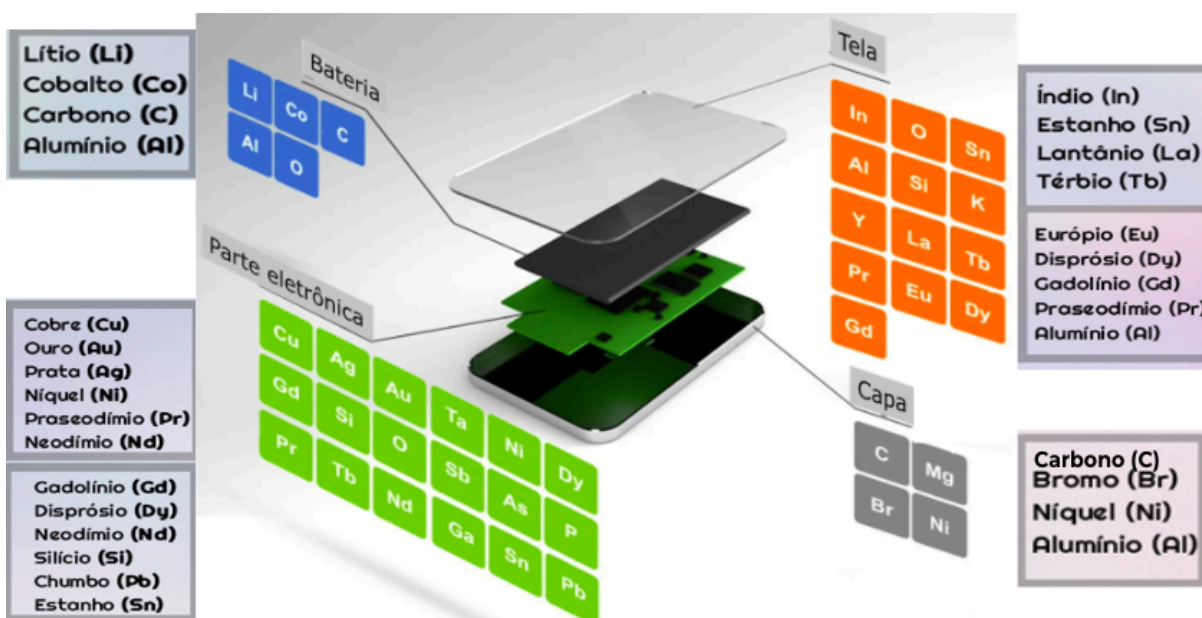 Lítio (Li)
Cobalto (Co)
Carbono (C)
Alumínio (Al)
Bateria
Li Co C
Al O
Tela
In O Sn
Al Si K
Y La Tb
Pr Eu Dy
Gd
Índio (In)
Estanho (Sn)
Lantânio (La)
Térbio (Tb)
Európio (Eu)
Disprósio (Dy)
Gadolínio (Gd)
Praseodímio (Pr)
Alumínio (Al)
Parte eletrônica
Cu Ag Au Ta Ni Dy
Gd Si O Sb As P
Pr Tb Nd Ga Sn Pb
Cobre (Cu)
Ouro (Au)
Prata (Ag)
Níquel (Ni)
Praseodímio (Pr)
Neodímio (Nd)
Gadolínio (Gd)
Disprósio (Dy)
Neodímio (Nd)
Silício (Si)
Chumbo (Pb)
Estanho (Sn)
Capa
C Mg
Br Ni
Carbono (C)
Bromo (Br)
Níquel (Ni)
Alumínio (Al)